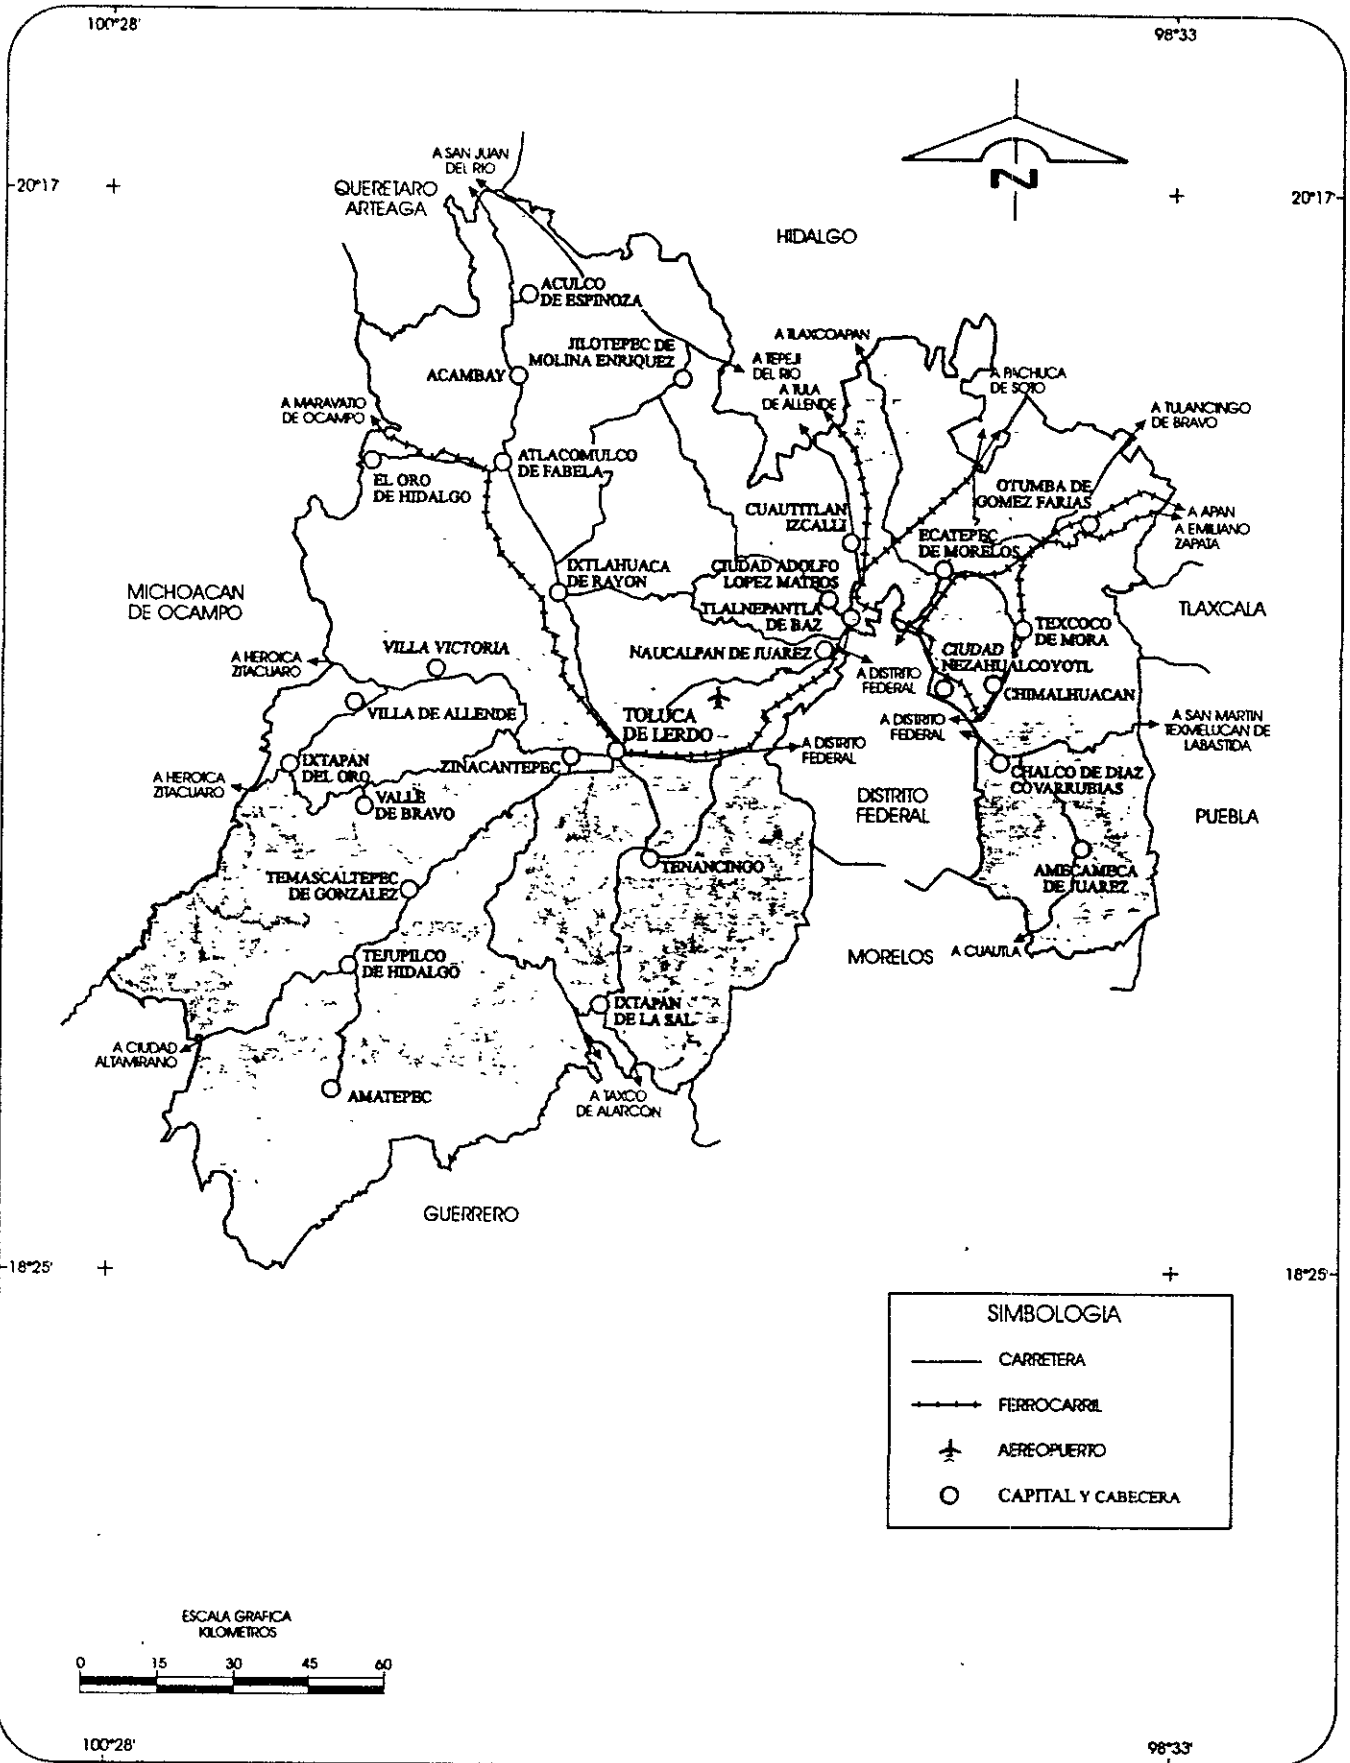 100°28'
98°33
20°17
20°17'
N
A SAN JUAN
DEL RIO
QUERETARO
ARTEAGA
HIDALGO
ACULCO
DE ESPINOZA
JILOTEPEC DE
MOLINA ENRIQUEZ
A TLAXCOAPAN
A TEPEJI
DEL RIO
A TULA
DE ALLENDE
A PACHUCA
DE SOTO
A TULANCINGO
DE BRAVO
ACAMBAY
A MARAVATIO
DE OCAMPO
ATLACOMULCO
DE FABELA
EL ORO
DE HIDALGO
OTUMBA DE
GOMEZ FARIAS
CUAUTITLAN
IZCALLI
A APAN
A EMILIANO
ZAPATA
ECATEPEC
DE MORELOS
IXTLAHUACA
DE RAYON
CIUDAD ADOLFO
LOPEZ MATEOS
MICHOACAN
DE OCAMPO
TLALNEPANTLA
DE BAZ
TLAXCALA
TEXCOCO
DE MORA
A HEROICA
ZITACUARO
VILLA VICTORIA
NAUCALPAN DE JUAREZ
CIUDAD
NEZAHUALCOYOTL
A DISTRITO
FEDERAL
CHIMALHUACAN
VILLA DE ALLENDE
TOLUCA
DE LERDO
A DISTRITO
FEDERAL
A SAN MARTIN
TEXMELUCAN DE
LABASTIDA
A DISTRITO
FEDERAL
IXTAPAN
DEL ORO
ZINACANTEPEC
A HEROICA
ZITACUARO
CHALCO DE DIAZ
COVARRUBIAS
VALLE
DE BRAVO
DISTRITO
FEDERAL
PUEBLA
TENANCINGO
AMECAMECA
DE JUAREZ
TEMASCALTEPEC
DE GONZALEZ
MORELOS
A CUAUTLA
TEJUPILCO
DE HIDALGO
IXTAPAN
DE LA SAL
A CIUDAD
ALTAMIRANO
AMATEPEC
A TAXCO
DE ALARCON
GUERRERO
18°25'
18°25'
SIMBOLOGIA
CARRETERA
FERROCARRIL
AEREOPUERTO
CAPITAL Y CABECERA
ESCALA GRAFICA
KILOMETROS
0 15 30 45 60
100°28'
98°33'